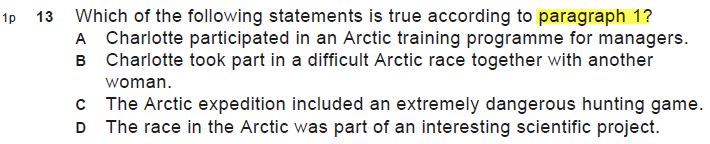 1p 13 Which of the following statements is true according to paragraph 1?
A Charlotte participated in an Arctic training programme for managers.
B Charlotte took part in a difficult Arctic race together with another
woman.
C The Arctic expedition included an extremely dangerous hunting game.
D The race in the Arctic was part of an interesting scientific project.